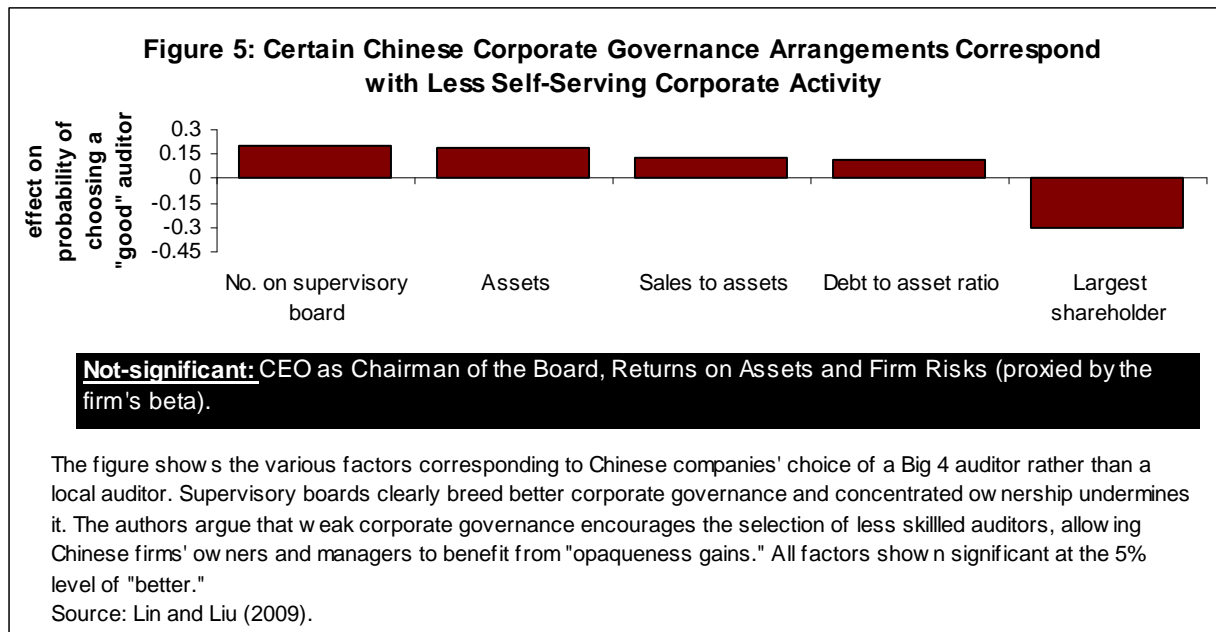 Figure 5: Certain Chinese Corporate Governance Arrangements Correspond
with Less Self-Serving Corporate Activity
effect on
probability of
choosing a
"good" auditor
0.3
0.15
0
-0.15
-0.3
-0.45
No. on supervisory
board
Assets
Sales to assets
Debt to asset ratio
Largest
shareholder
Not-significant: CEO as Chairman of the Board, Returns on Assets and Firm Risks (proxied by the
firm's beta).
The figure shows the various factors corresponding to Chinese companies' choice of a Big 4 auditor rather than a
local auditor. Supervisory boards clearly breed better corporate governance and concentrated ownership undermines
it. The authors argue that weak corporate governance encourages the selection of less skillled auditors, allowing
Chinese firms' owners and managers to benefit from "opaqueness gains." All factors shown significant at the 5%
level of "better."
Source: Lin and Liu (2009).